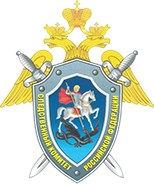 СЛЕДСТВЕННЫЙ КОМИТЕТ
РОССИЙСКОЙ ФЕДЕРАЦИИ